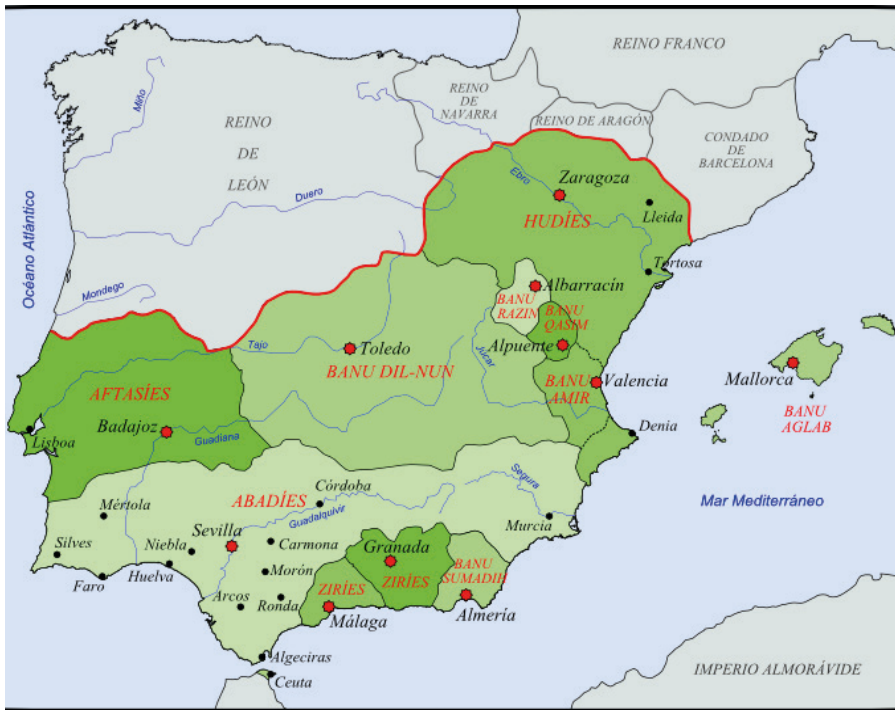 REINO FRANCO
REINO
DE
NAVARRA
REINO DE ARAGÓN
CONDADO
DE
BARCELONA
REINO
DE
LEÓN
Miño
Duero
Ebro
Zaragoza
HUDÍES
Lleida
Tortosa
Océano Atlántico
Mondego
Albarracín
BANU
RAZIN
BANU
QASIM
Alpuente
Tajo
Toledo
BANU DIL-NUN
Júcar
BANU
AMIR
Valencia
Mallorca
BANU
AGLAB
AFTASÍES
Badajoz
Lisboa
Guadiana
Denia
Mar Mediterráneo
Segura
Córdoba
ABADÍES
Guadalquivir
Mértola
Sevilla
Murcia
Silves
Niebla
Carmona
Granada
Huelva
Morón
ZIRÍES
BANU
SUMADIH
Faro
Arcos
Ronda
ZIRÍES
Málaga
Almería
Algeciras
Ceuta
IMPERIO ALMORÁVIDE